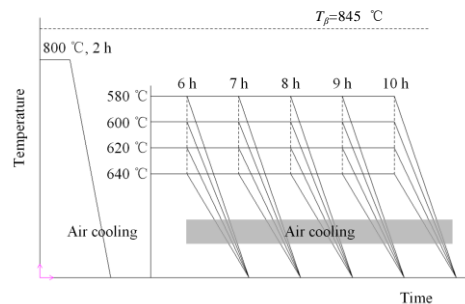 Tβ=845 ℃
800 ℃, 2 h
6 h 7 h 8 h 9 h 10 h
580 ℃
600 ℃
620 ℃
640 ℃
Temperature
Air cooling Air cooling
Time